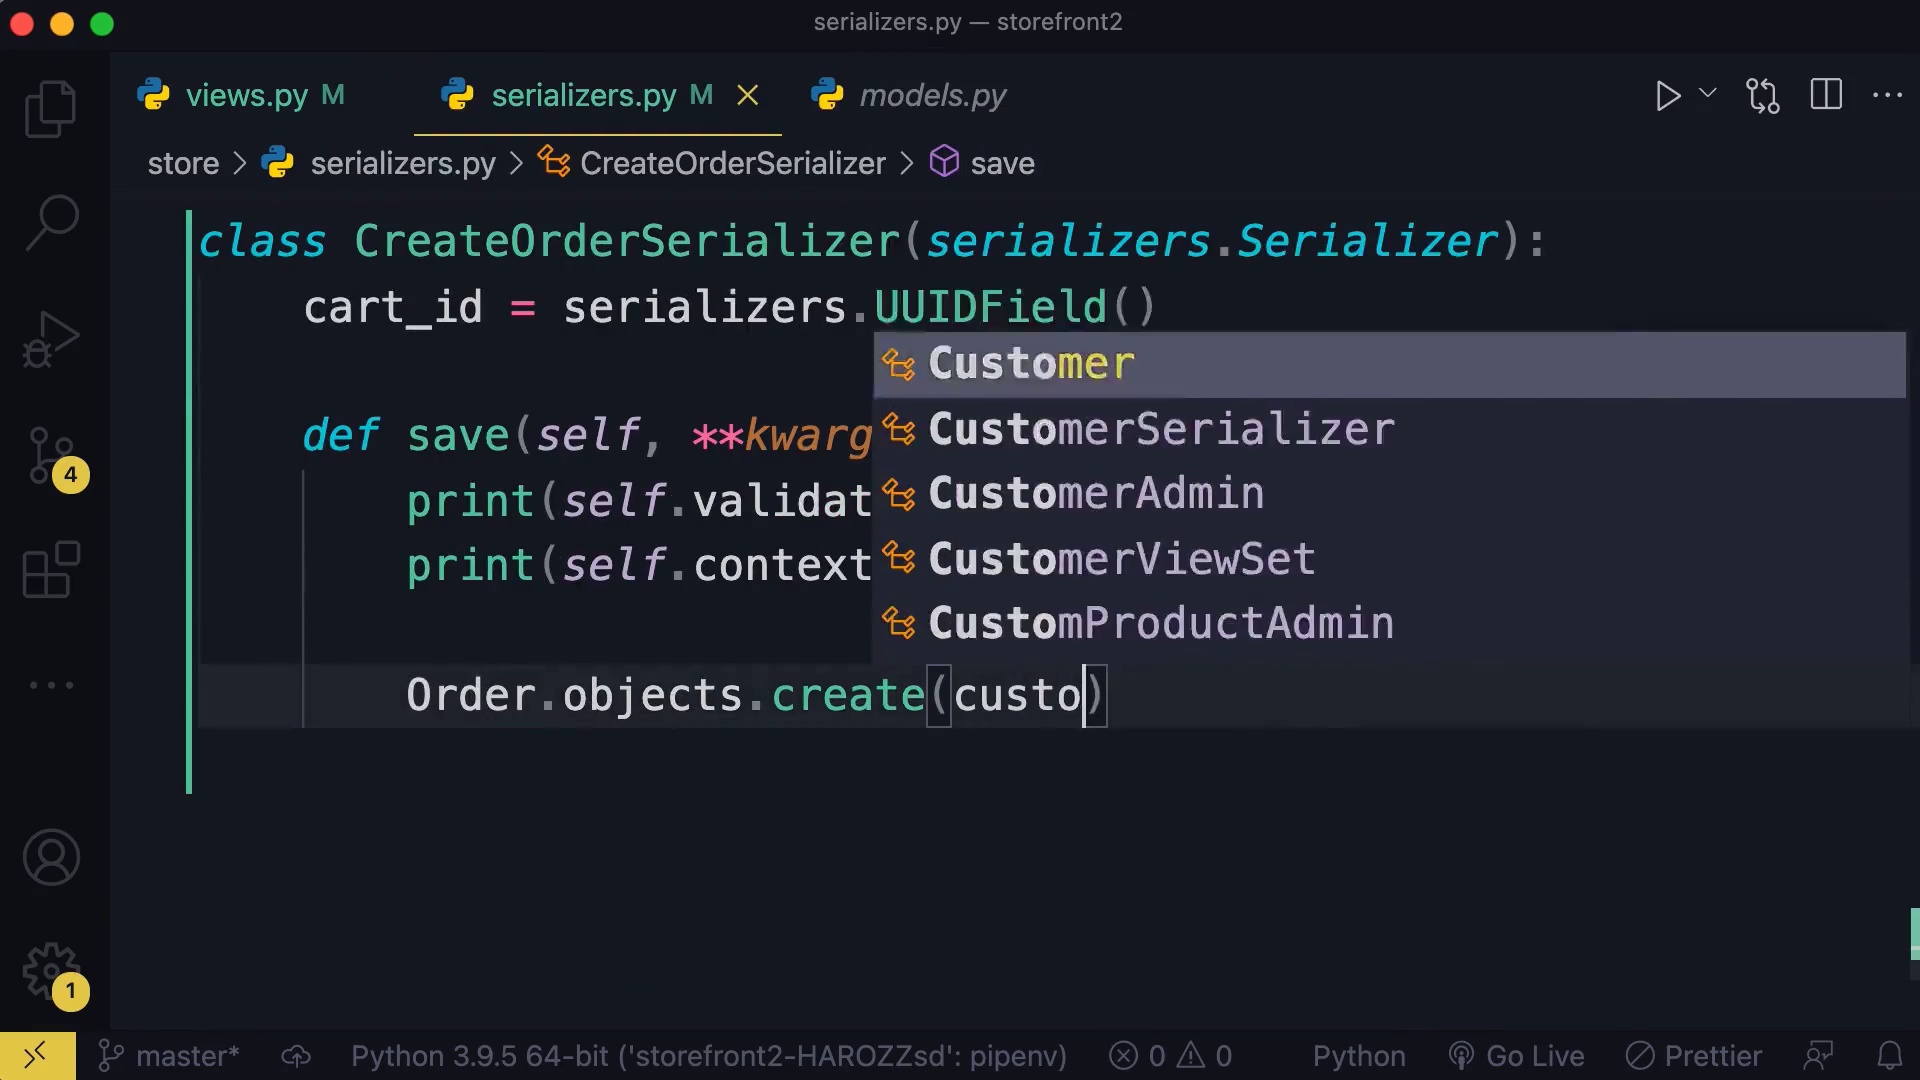 serializers.py — storefront2
views.py M serializers.py M models.py
store > serializers.py > CreateOrderSerializer > save
class CreateOrderSerializer(serializers.Serializer):
cart_id = serializers.UUIDField()
Customer
CustomerSerializer
def save(self, **kwarg
CustomerAdmin
print(self.validat
CustomerViewSet
print(self.context
CustomProductAdmin
Order.objects.create(custo)
4
1
master* Python 3.9.5 64-bit ('storefront2-HAROZZsd': pipenv) 0 0 Python Go Live Prettier